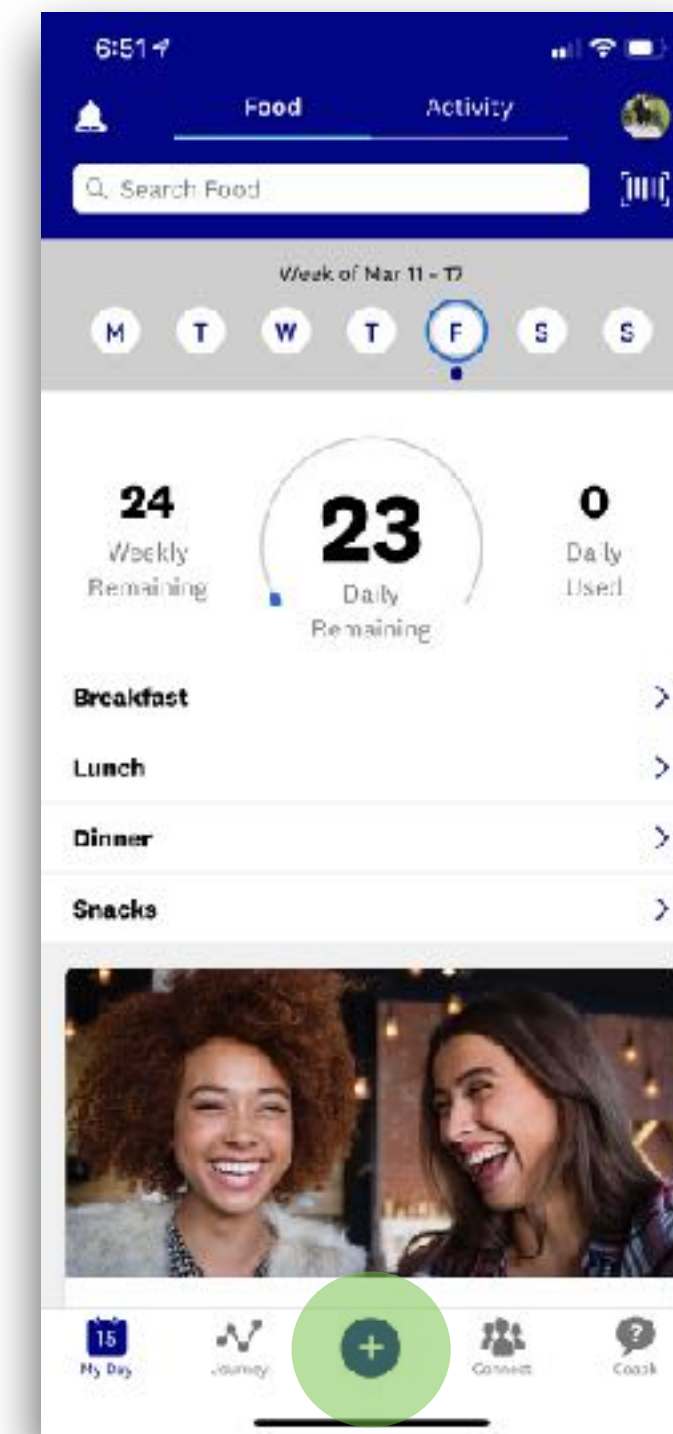 6:51
Food Activity
Search Food
Week of Mar 11 - 17
M T W T F S S
24
Weekly
Remaining
23
Daily
Remaining
0
Daily
Used
Breakfast
Lunch
Dinner
Snacks
15
My Day
Journey
+
Connect
?
Coach